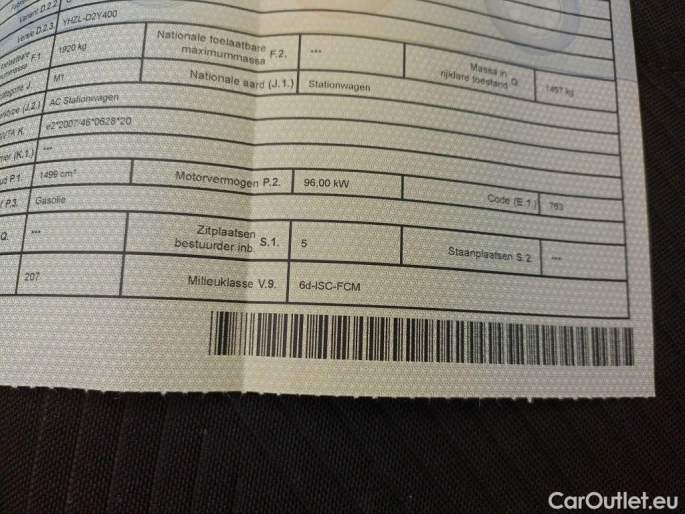 Variant D.2.2
Versie D.2.3. YHZL-D2Y400
F.1. 1920 kg Nationale toelaatbare maximummassa F.2. *** Massa in rijklare toestand Q. 1497 kg
J. M1 Nationale aard (J.1.) Stationwagen
(J.2.) AC Stationwagen
K. e2*2007/46*0628*20
(K.1.) ***
P.1. 1499 cm³ Motorvermogen P.2. 96,00 kW Code (E.1.) 763
P.3. Gasolie
Q. *** Zitplaatsen bestuurder inb. S.1. 5 Staanplaatsen S.2. ***
207 Milieuklasse V.9. 6d-ISC-FCM
CarOutlet.eu